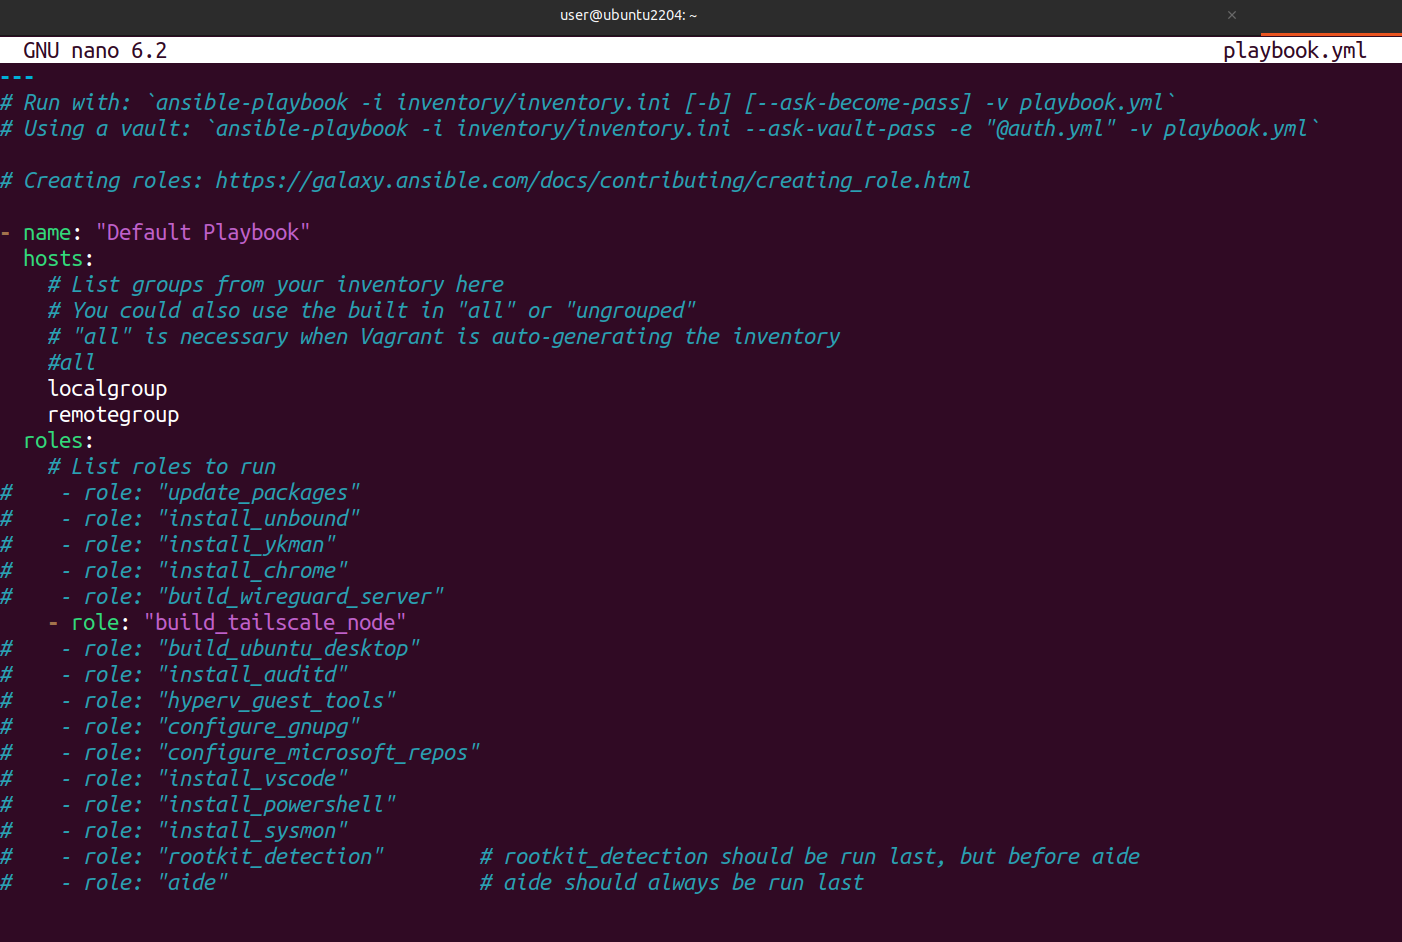 user@ubuntu2204: ~ ×
GNU nano 6.2 playbook.yml
---
# Run with: `ansible-playbook -i inventory/inventory.ini [-b] [--ask-become-pass] -v playbook.yml`
# Using a vault: `ansible-playbook -i inventory/inventory.ini --ask-vault-pass -e "@auth.yml" -v playbook.yml`

# Creating roles: https://galaxy.ansible.com/docs/contributing/creating_role.html

- name: "Default Playbook"
  hosts:
    # List groups from your inventory here
    # You could also use the built in "all" or "ungrouped"
    # "all" is necessary when Vagrant is auto-generating the inventory
    #all
    localgroup
    remotegroup
  roles:
    # List roles to run
#    - role: "update_packages"
#    - role: "install_unbound"
#    - role: "install_ykman"
#    - role: "install_chrome"
#    - role: "build_wireguard_server"
    - role: "build_tailscale_node"
#    - role: "build_ubuntu_desktop"
#    - role: "install_auditd"
#    - role: "hyperv_guest_tools"
#    - role: "configure_gnupg"
#    - role: "configure_microsoft_repos"
#    - role: "install_vscode"
#    - role: "install_powershell"
#    - role: "install_sysmon"
#    - role: "rootkit_detection"        # rootkit_detection should be run last, but before aide
#    - role: "aide"                     # aide should always be run last